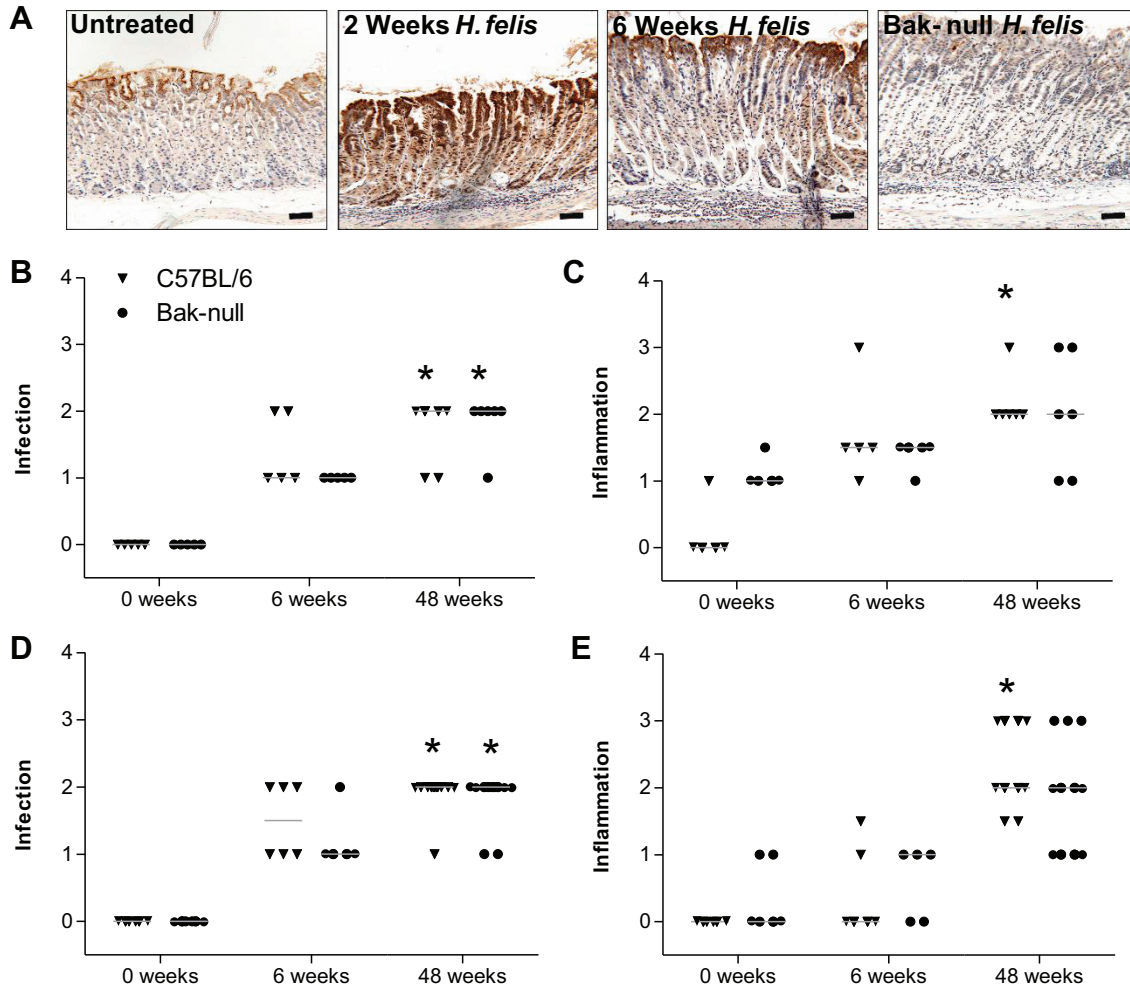 A
Untreated
2 Weeks H. felis
6 Weeks H. felis
Bak-null H. felis
B
C57BL/6
Bak-null
Infection
4
3
2
1
0
* *
0 weeks 6 weeks 48 weeks
C
Inflammation
4
3
2
1
0
*
0 weeks 6 weeks 48 weeks
D
Infection
4
3
2
1
0
* *
0 weeks 6 weeks 48 weeks
E
Inflammation
4
3
2
1
0
*
0 weeks 6 weeks 48 weeks